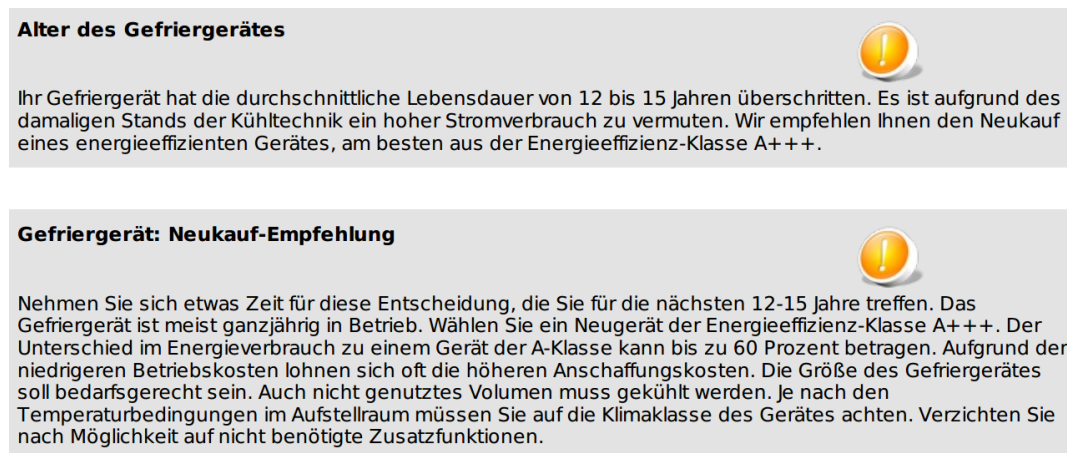 Alter des Gefriergerätes
Ihr Gefriergerät hat die durchschnittliche Lebensdauer von 12 bis 15 Jahren überschritten. Es ist aufgrund des
damaligen Stands der Kühltechnik ein hoher Stromverbrauch zu vermuten. Wir empfehlen Ihnen den Neukauf
eines energieeffizienten Gerätes, am besten aus der Energieeffizienz-Klasse A+++.
Gefriergerät: Neukauf-Empfehlung
Nehmen Sie sich etwas Zeit für diese Entscheidung, die Sie für die nächsten 12-15 Jahre treffen. Das
Gefriergerät ist meist ganzjährig in Betrieb. Wählen Sie ein Neugerät der Energieeffizienz-Klasse A+++. Der
Unterschied im Energieverbrauch zu einem Gerät der A-Klasse kann bis zu 60 Prozent betragen. Aufgrund der
niedrigeren Betriebskosten lohnen sich oft die höheren Anschaffungskosten. Die Größe des Gefriergerätes
soll bedarfsgerecht sein. Auch nicht genutztes Volumen muss gekühlt werden. Je nach den
Temperaturbedingungen im Aufstellraum müssen Sie auf die Klimaklasse des Gerätes achten. Verzichten Sie
nach Möglichkeit auf nicht benötigte Zusatzfunktionen.